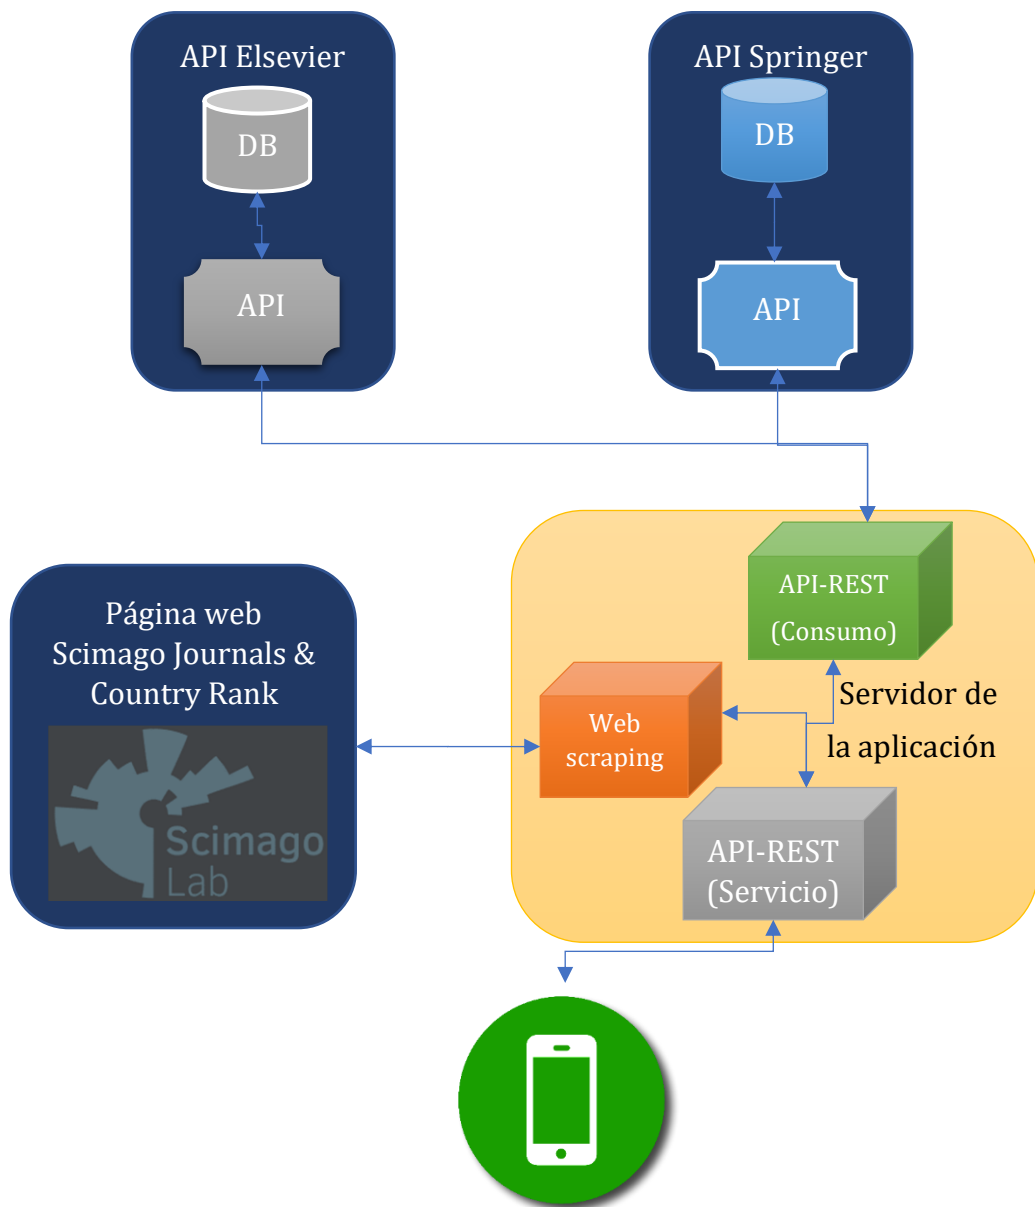 API Elsevier
DB
API
API Springer
DB
API
Página web
Scimago Journals &
Country Rank
Scimago
Lab
API-REST
(Consumo)
Web
scraping
Servidor de
la aplicación
API-REST
(Servicio)